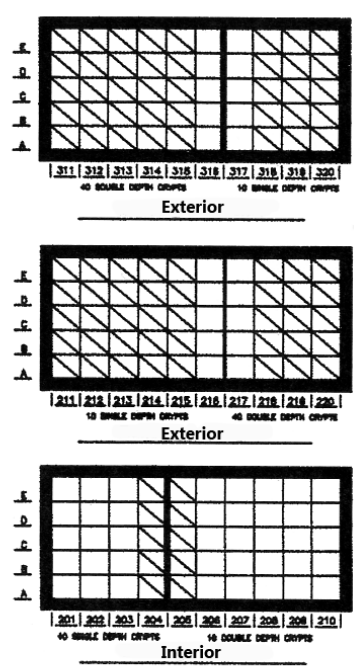 E
D
C
B
A
311 312 313 314 315 316 317 318 319 320
40 DOUBLE DEPTH CRYPTS 10 SINGLE DEPTH CRYPTS
Exterior
E
D
C
B
A
211 212 213 214 215 216 217 218 219 220
10 SINGLE DEPTH CRYPTS 40 DOUBLE DEPTH CRYPTS
Exterior
E
D
C
B
A
201 202 203 204 205 206 207 208 209 210
40 SINGLE DEPTH CRYPTS 10 DOUBLE DEPTH CRYPTS
Interior